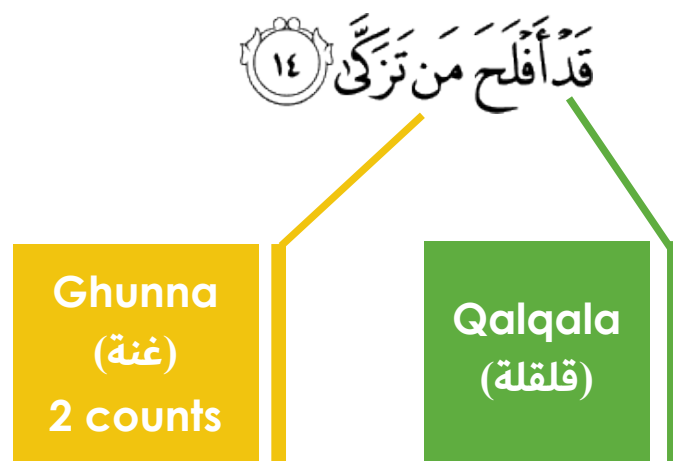 قَدْ أَفْلَحَ مَن تَزَكَّىٰ ١٤
Ghunna
(غنة)
2 counts
Qalqala
(قلقلة)